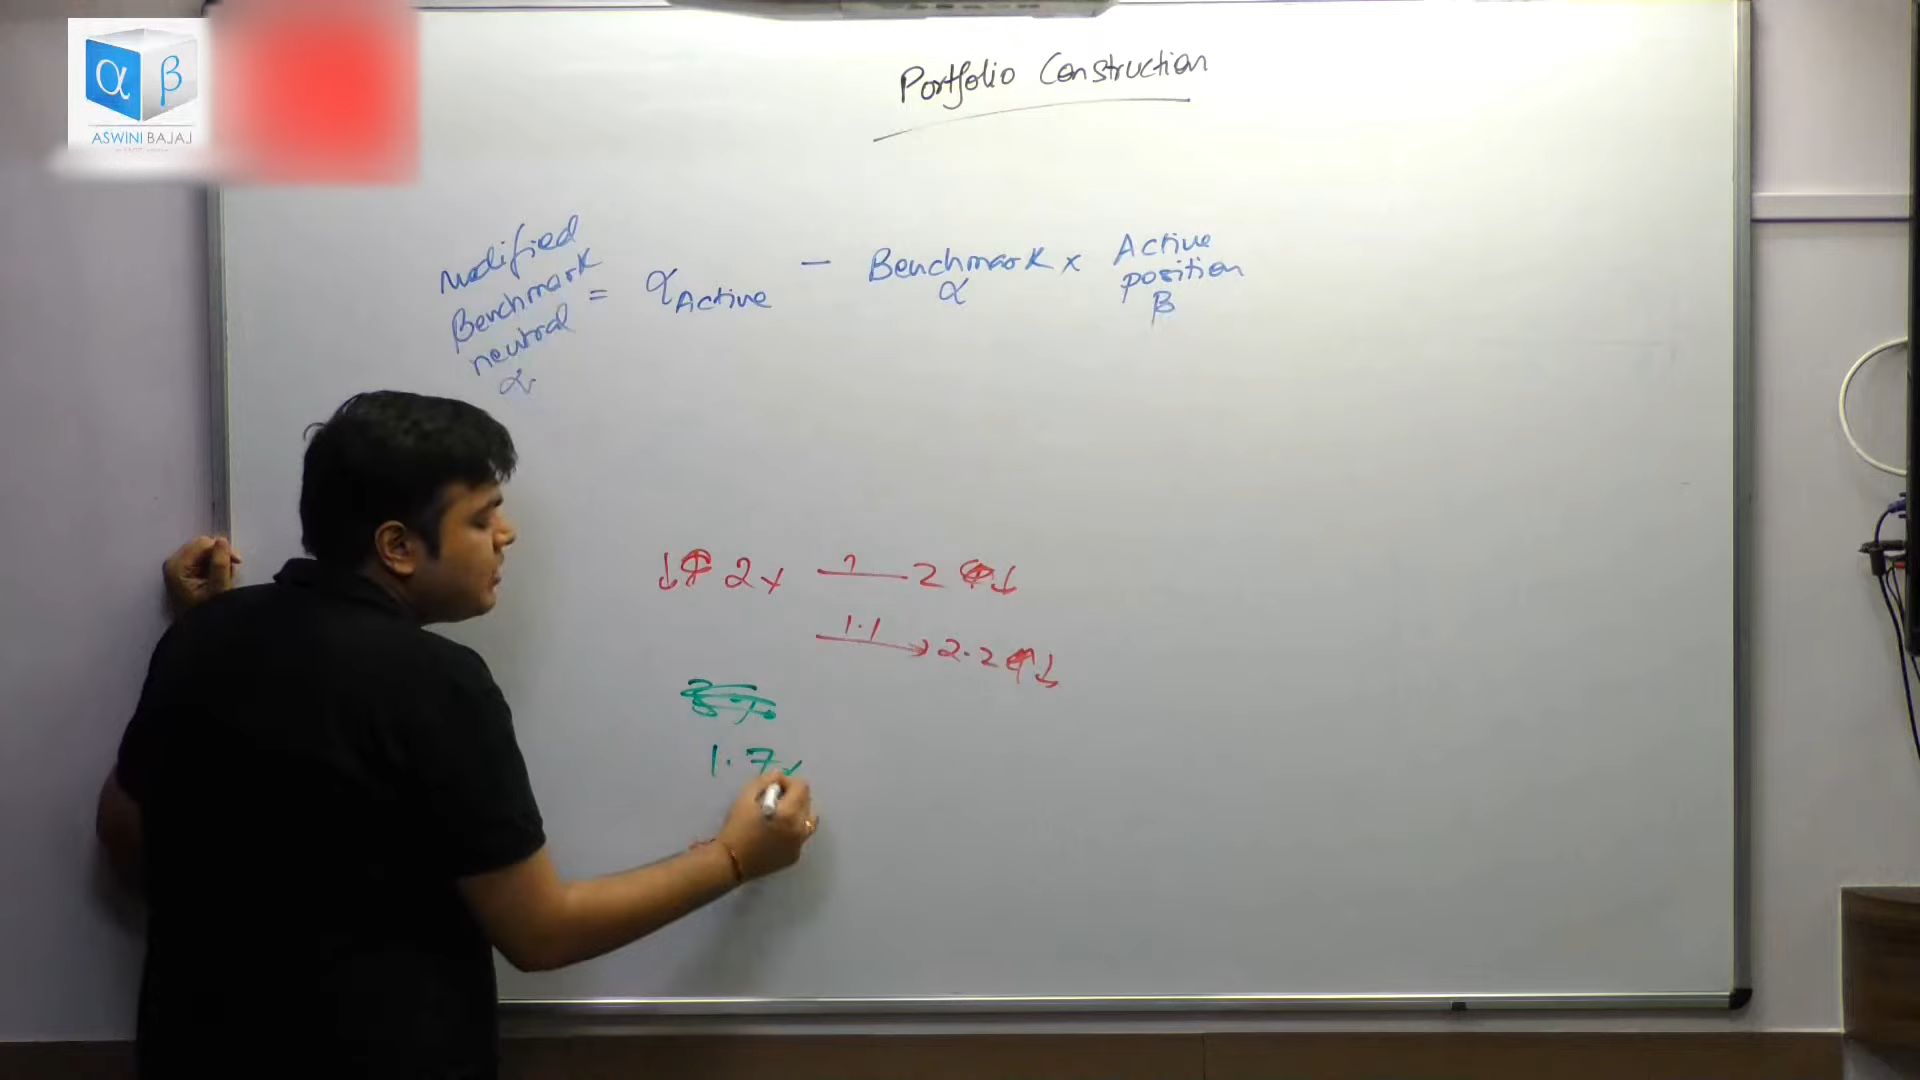 α β
ASWINI BAJAJ
Portfolio Construction
Modified Benchmark neutral α = α Active − Benchmark α × Active position β
↓ 2x 1 2 ↓
1.1 → 2.2 ↓
1.7